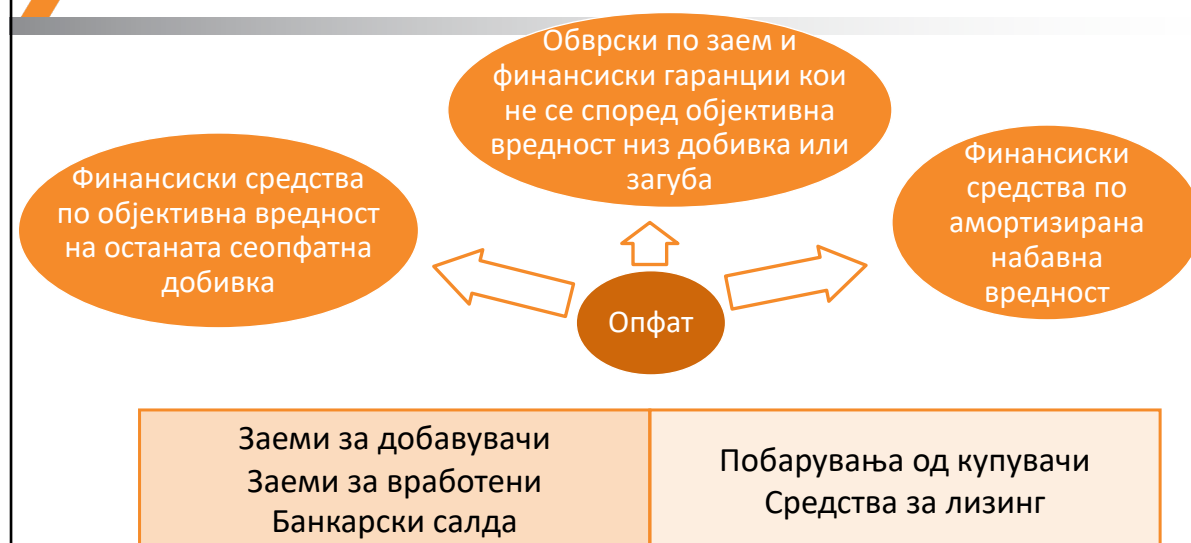 Обврски по заем и
финансиски гаранции кои
не се според објективна
вредност низ добивка или
загуба
Финансиски средства
по објективна вредност
на останата сеопфатна
добивка
Финансиски
средства по
амортизирана
набавна
вредност
Опфат
Заеми за добавувачи
Заеми за вработени
Банкарски салда
Побарувања од купувачи
Средства за лизинг